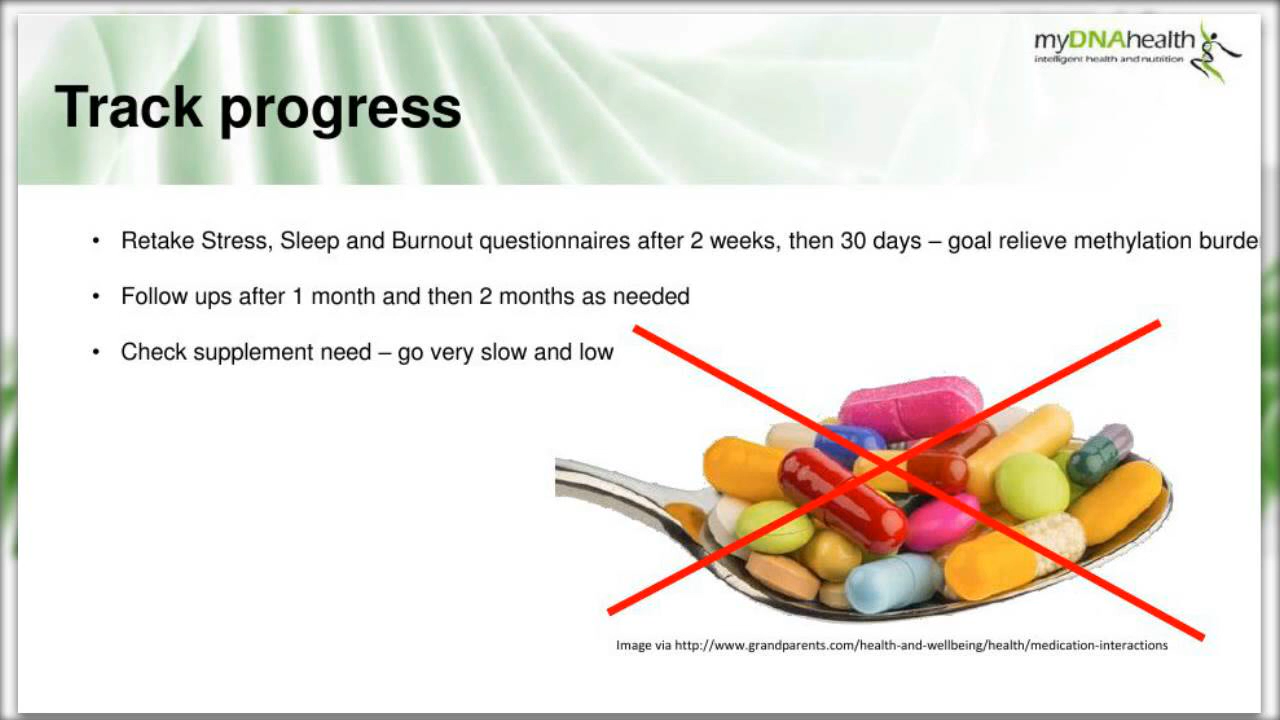 myDNAhealth
intelligent health and nutrition
Track progress
• Retake Stress, Sleep and Burnout questionnaires after 2 weeks, then 30 days – goal relieve methylation burde
• Follow ups after 1 month and then 2 months as needed
• Check supplement need – go very slow and low
Image via http://www.grandparents.com/health-and-wellbeing/health/medication-interactions